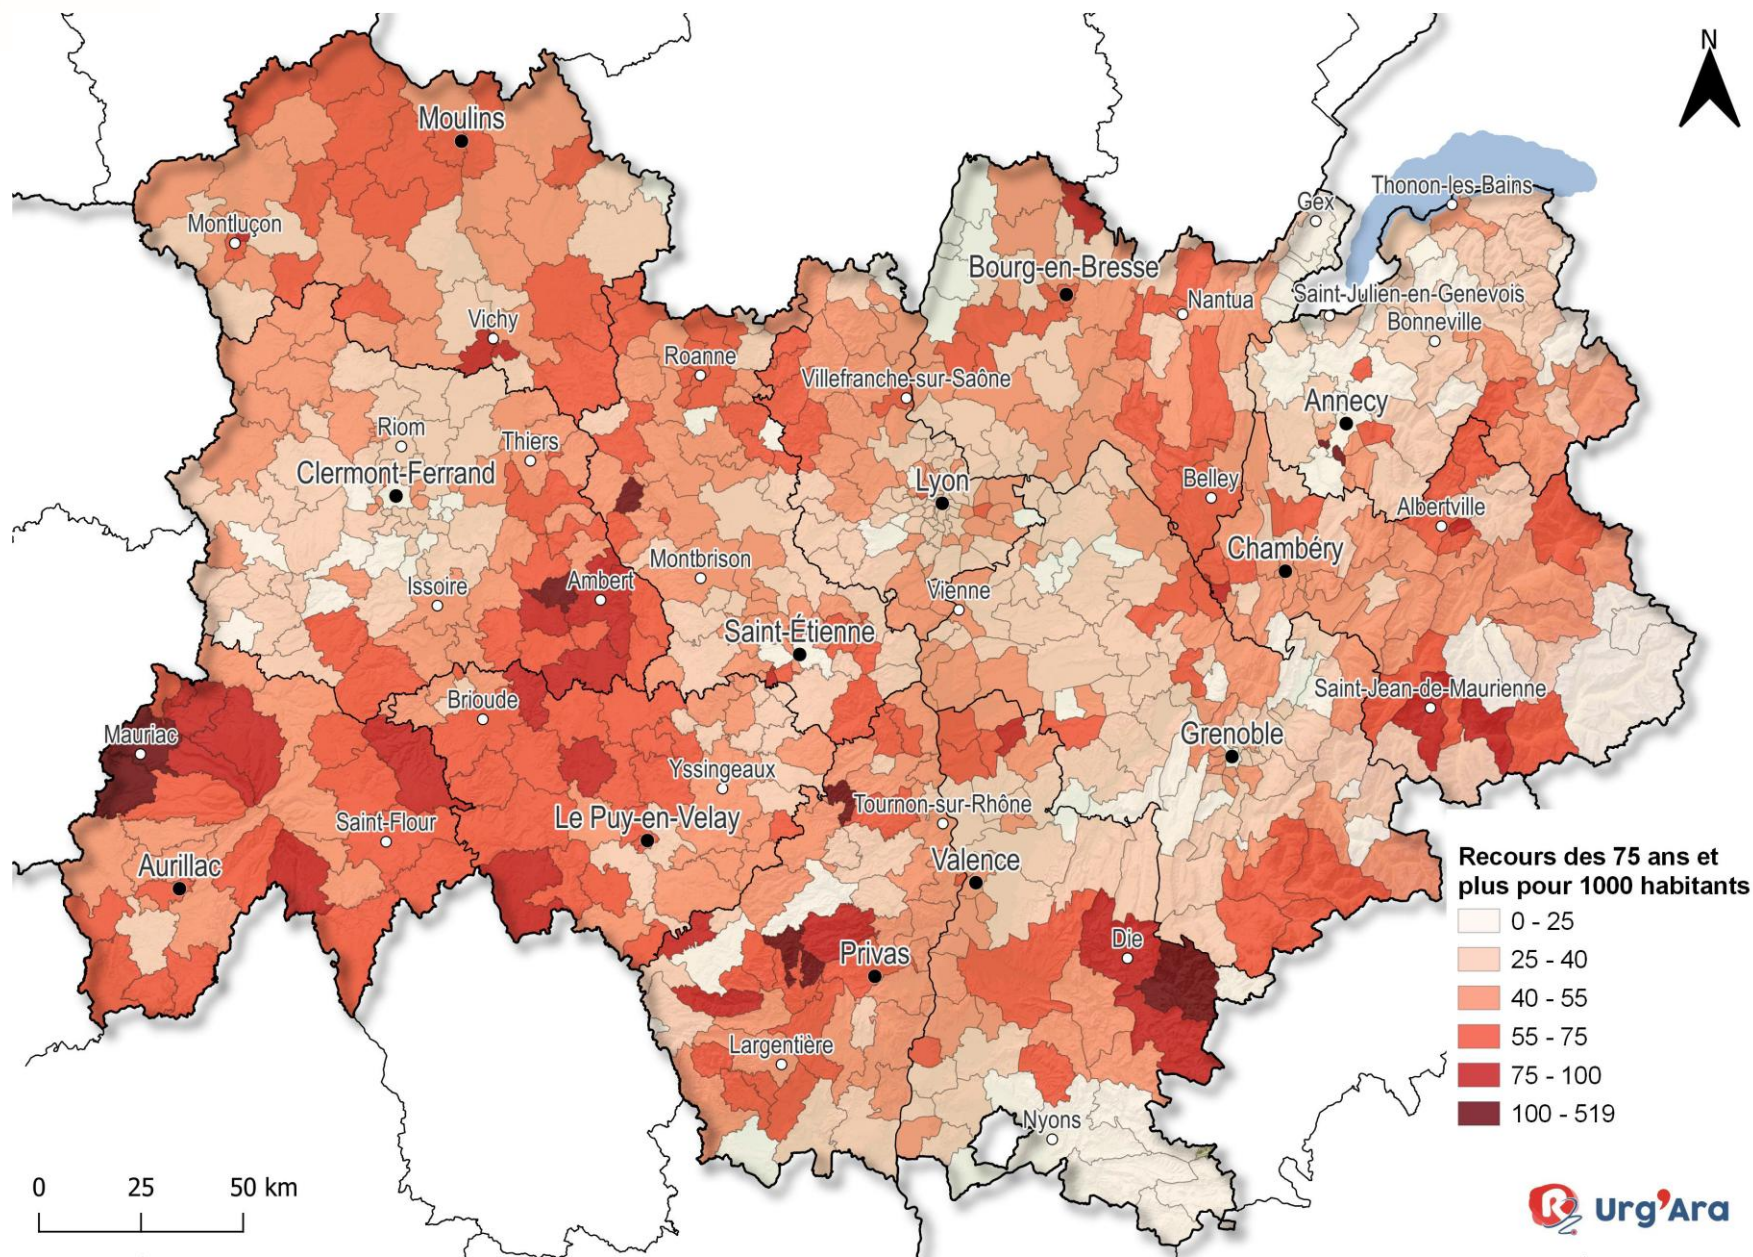 N
Moulins
Thonon-les-Bains
Gex
Montluçon
Bourg-en-Bresse
Saint-Julien-en-Genevois
Nantua
Bonneville
Vichy
Roanne
Villefranche-sur-Saône
Annecy
Riom
Thiers
Clermont-Ferrand
Lyon
Belley
Albertville
Chambéry
Montbrison
Ambert
Issoire
Vienne
Saint-Étienne
Saint-Jean-de-Maurienne
Brioude
Mauriac
Grenoble
Yssingeaux
Tournon-sur-Rhône
Saint-Flour
Le Puy-en-Velay
Aurillac
Valence
Die
Privas
Largentière
Nyons
Recours des 75 ans et
plus pour 1000 habitants
0 - 25
25 - 40
40 - 55
55 - 75
75 - 100
100 - 519
0 25 50 km
R2 Urg'Ara